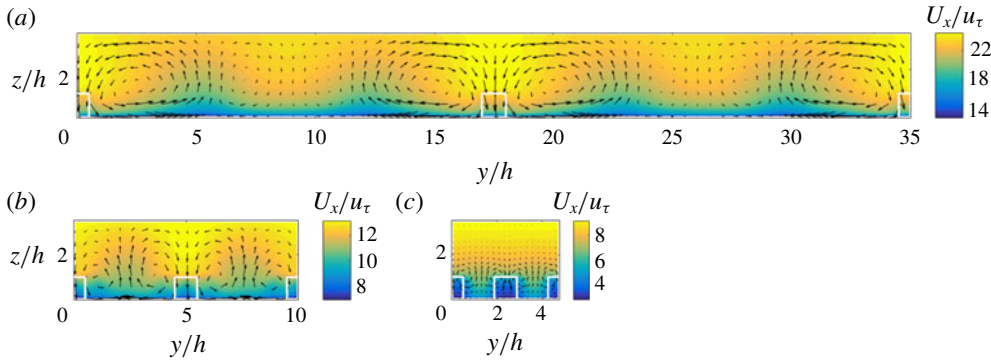 (a)
U_x/u_τ
z/h
2
22
18
14
0 5 10 15 20 25 30 35
y/h
(b) U_x/u_τ (c) U_x/u_τ
z/h
2
12
10
8
2
8
6
4
0 5 10 0 2 4
y/h y/h